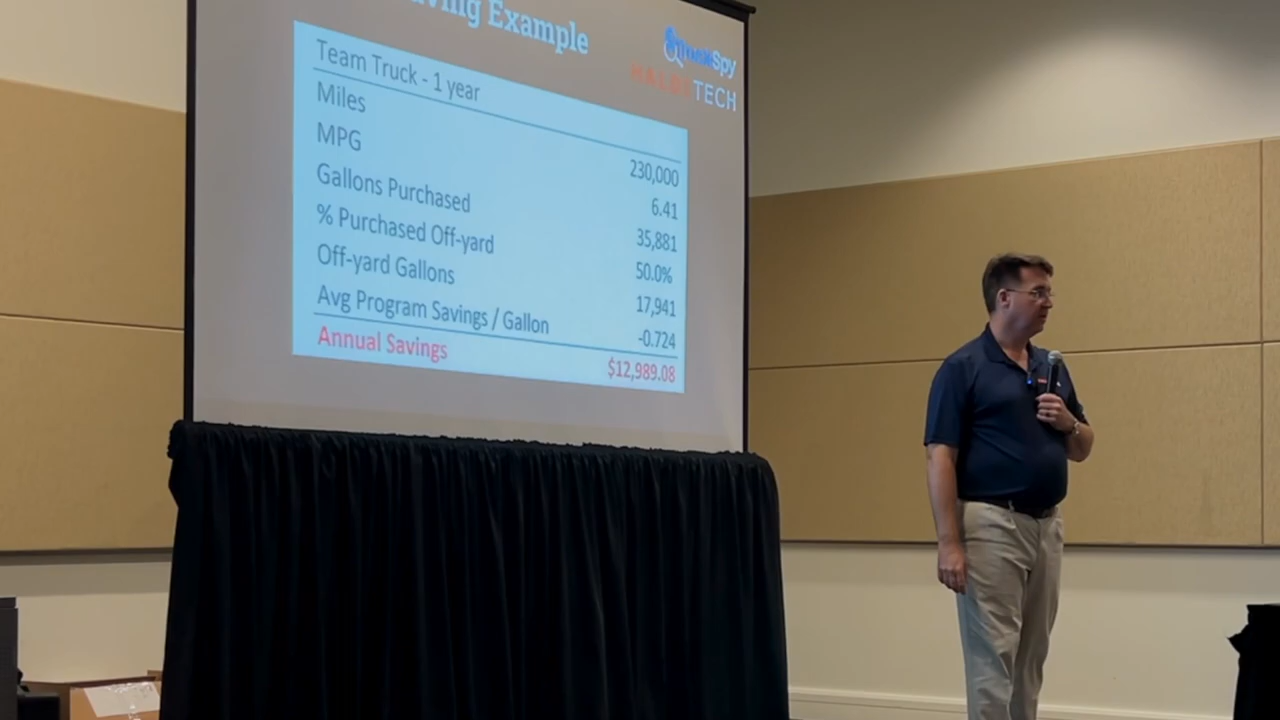 ving Example
TruckSpy
TECH
Team Truck - 1 year
Miles 230,000
MPG 6.41
Gallons Purchased 35,881
% Purchased Off-yard 50.0%
Off-yard Gallons 17,941
Avg Program Savings / Gallon -0.724
Annual Savings $12,989.08